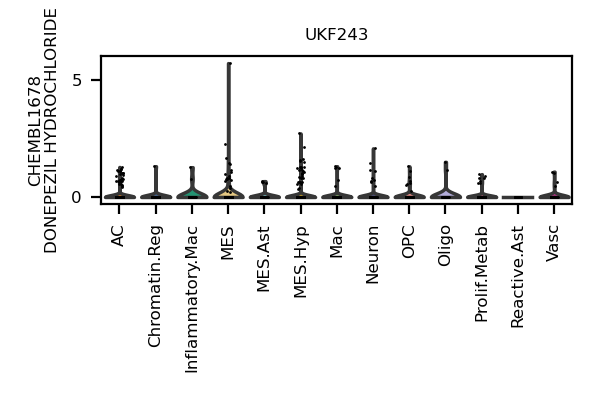 UKF243
CHEMBL1678
DONEPEZIL HYDROCHLORIDE
5
0
AC
Chromatin.Reg
Inflammatory.Mac
MES
MES.Ast
MES.Hyp
Mac
Neuron
OPC
Oligo
Prolif.Metab
Reactive.Ast
Vasc